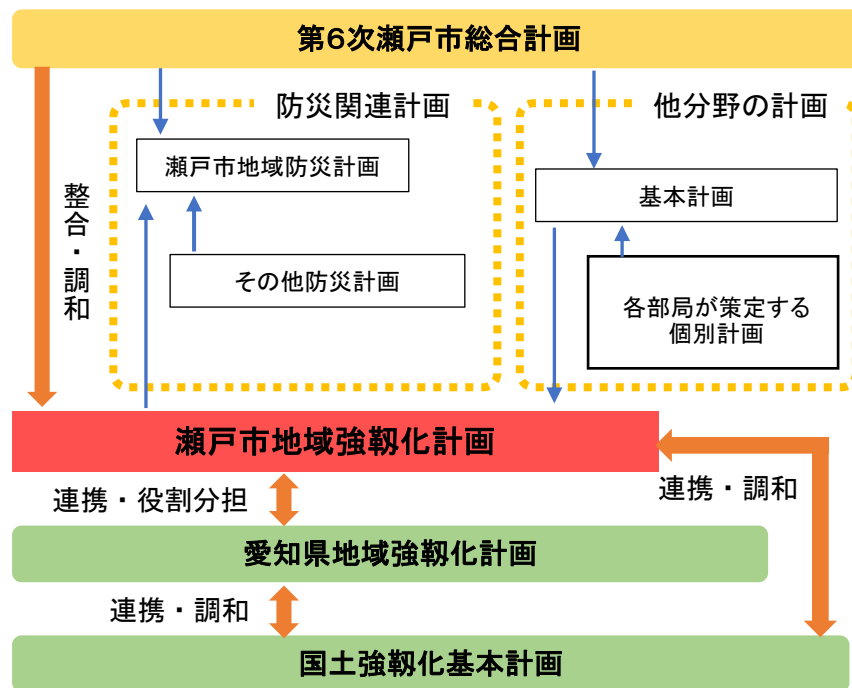 第6次瀬戸市総合計画
防災関連計画
他分野の計画
瀬戸市地域防災計画
基本計画
整合・調和
その他防災計画
各部局が策定する
個別計画
瀬戸市地域強靱化計画
連携・役割分担
連携・調和
愛知県地域強靱化計画
連携・調和
国土強靱化基本計画